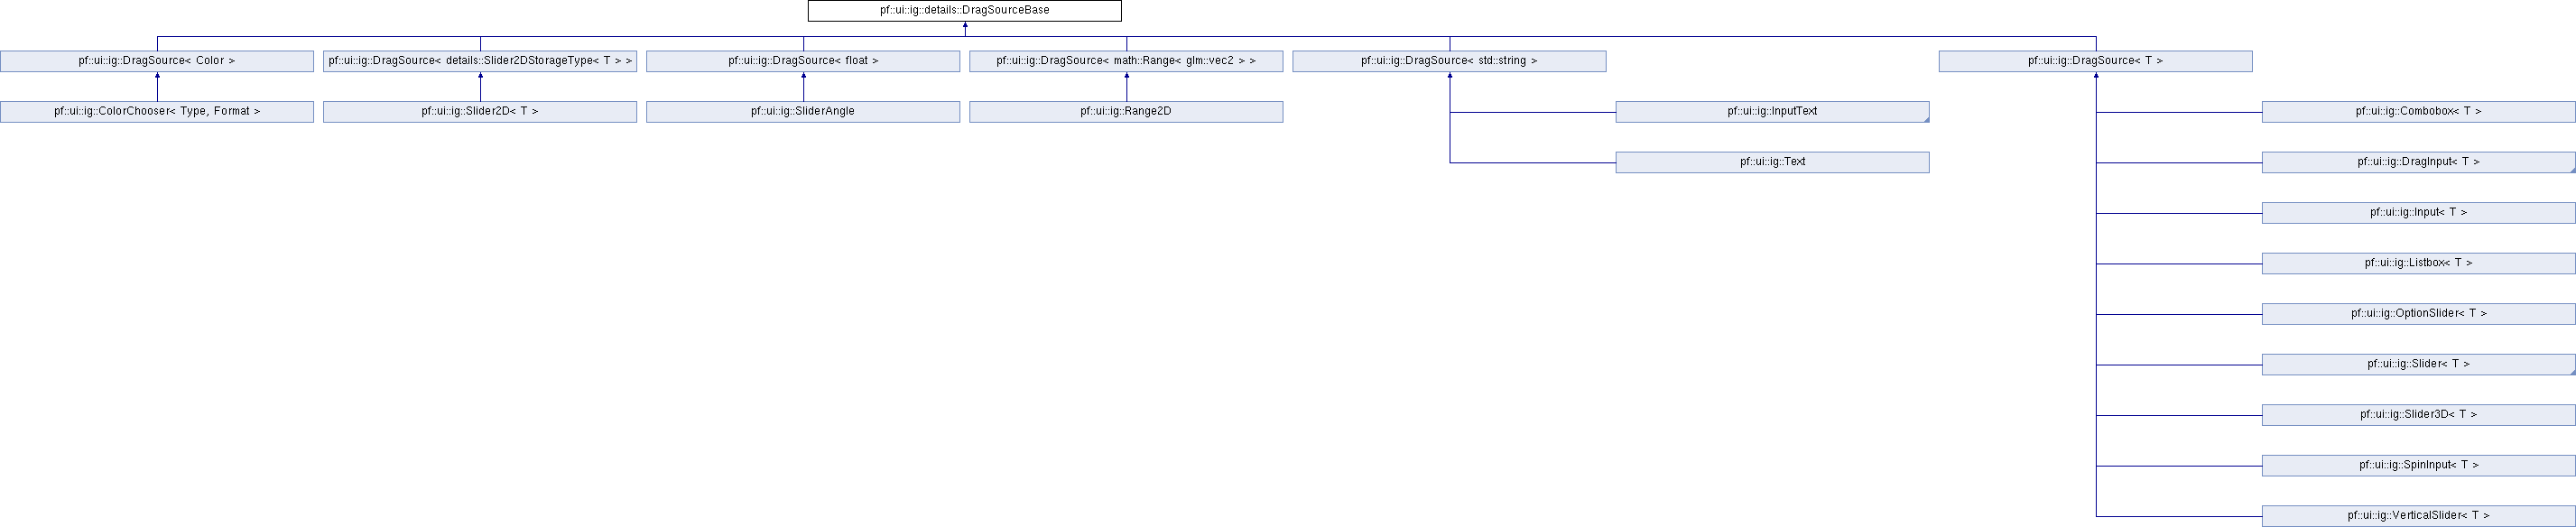 pf::ui::ig::details::DragSourceBase
pf::ui::ig::DragSource< Color >
pf::ui::ig::DragSource< details::Slider2DStorageType< T > >
pf::ui::ig::DragSource< float >
pf::ui::ig::DragSource< math::Range< glm::vec2 > >
pf::ui::ig::DragSource< std::string >
pf::ui::ig::DragSource< T >
pf::ui::ig::ColorChooser< Type, Format >
pf::ui::ig::Slider2D< T >
pf::ui::ig::SliderAngle
pf::ui::ig::Range2D
pf::ui::ig::InputText
pf::ui::ig::Combobox< T >
pf::ui::ig::Text
pf::ui::ig::DragInput< T >
pf::ui::ig::Input< T >
pf::ui::ig::Listbox< T >
pf::ui::ig::OptionSlider< T >
pf::ui::ig::Slider< T >
pf::ui::ig::Slider3D< T >
pf::ui::ig::SpinInput< T >
pf::ui::ig::VerticalSlider< T >